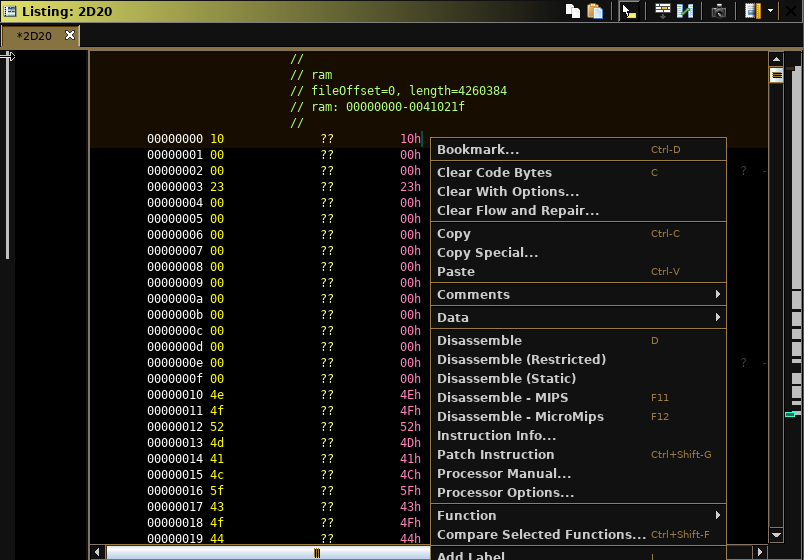 Listing: 2D20
*2D20
//
// ram
// fileOffset=0, length=4260384
// ram: 00000000-0041021f
//
00000000 10 ?? 10h
00000001 00 ?? 00h
00000002 00 ?? 00h ? -
00000003 23 ?? 23h
00000004 00 ?? 00h
00000005 00 ?? 00h
00000006 00 ?? 00h
00000007 00 ?? 00h
00000008 00 ?? 00h
00000009 00 ?? 00h
0000000a 00 ?? 00h
0000000b 00 ?? 00h
0000000c 00 ?? 00h
0000000d 00 ?? 00h
0000000e 00 ?? 00h ? -
0000000f 00 ?? 00h
00000010 4e ?? 4Eh
00000011 4f ?? 4Fh
00000012 52 ?? 52h
00000013 4d ?? 4Dh
00000014 41 ?? 41h
00000015 4c ?? 4Ch
00000016 5f ?? 5Fh
00000017 43 ?? 43h
00000018 4f ?? 4Fh
00000019 44 ?? 44h
Bookmark... Ctrl-D
Clear Code Bytes C
Clear With Options...
Clear Flow and Repair...
Copy Ctrl-C
Copy Special...
Paste Ctrl-V
Comments
Data
Disassemble D
Disassemble (Restricted)
Disassemble (Static)
Disassemble - MIPS F11
Disassemble - MicroMips F12
Instruction Info...
Patch Instruction Ctrl+Shift-G
Processor Manual...
Processor Options...
Function
Compare Selected Functions... Ctrl+Shift-F
Add Label L